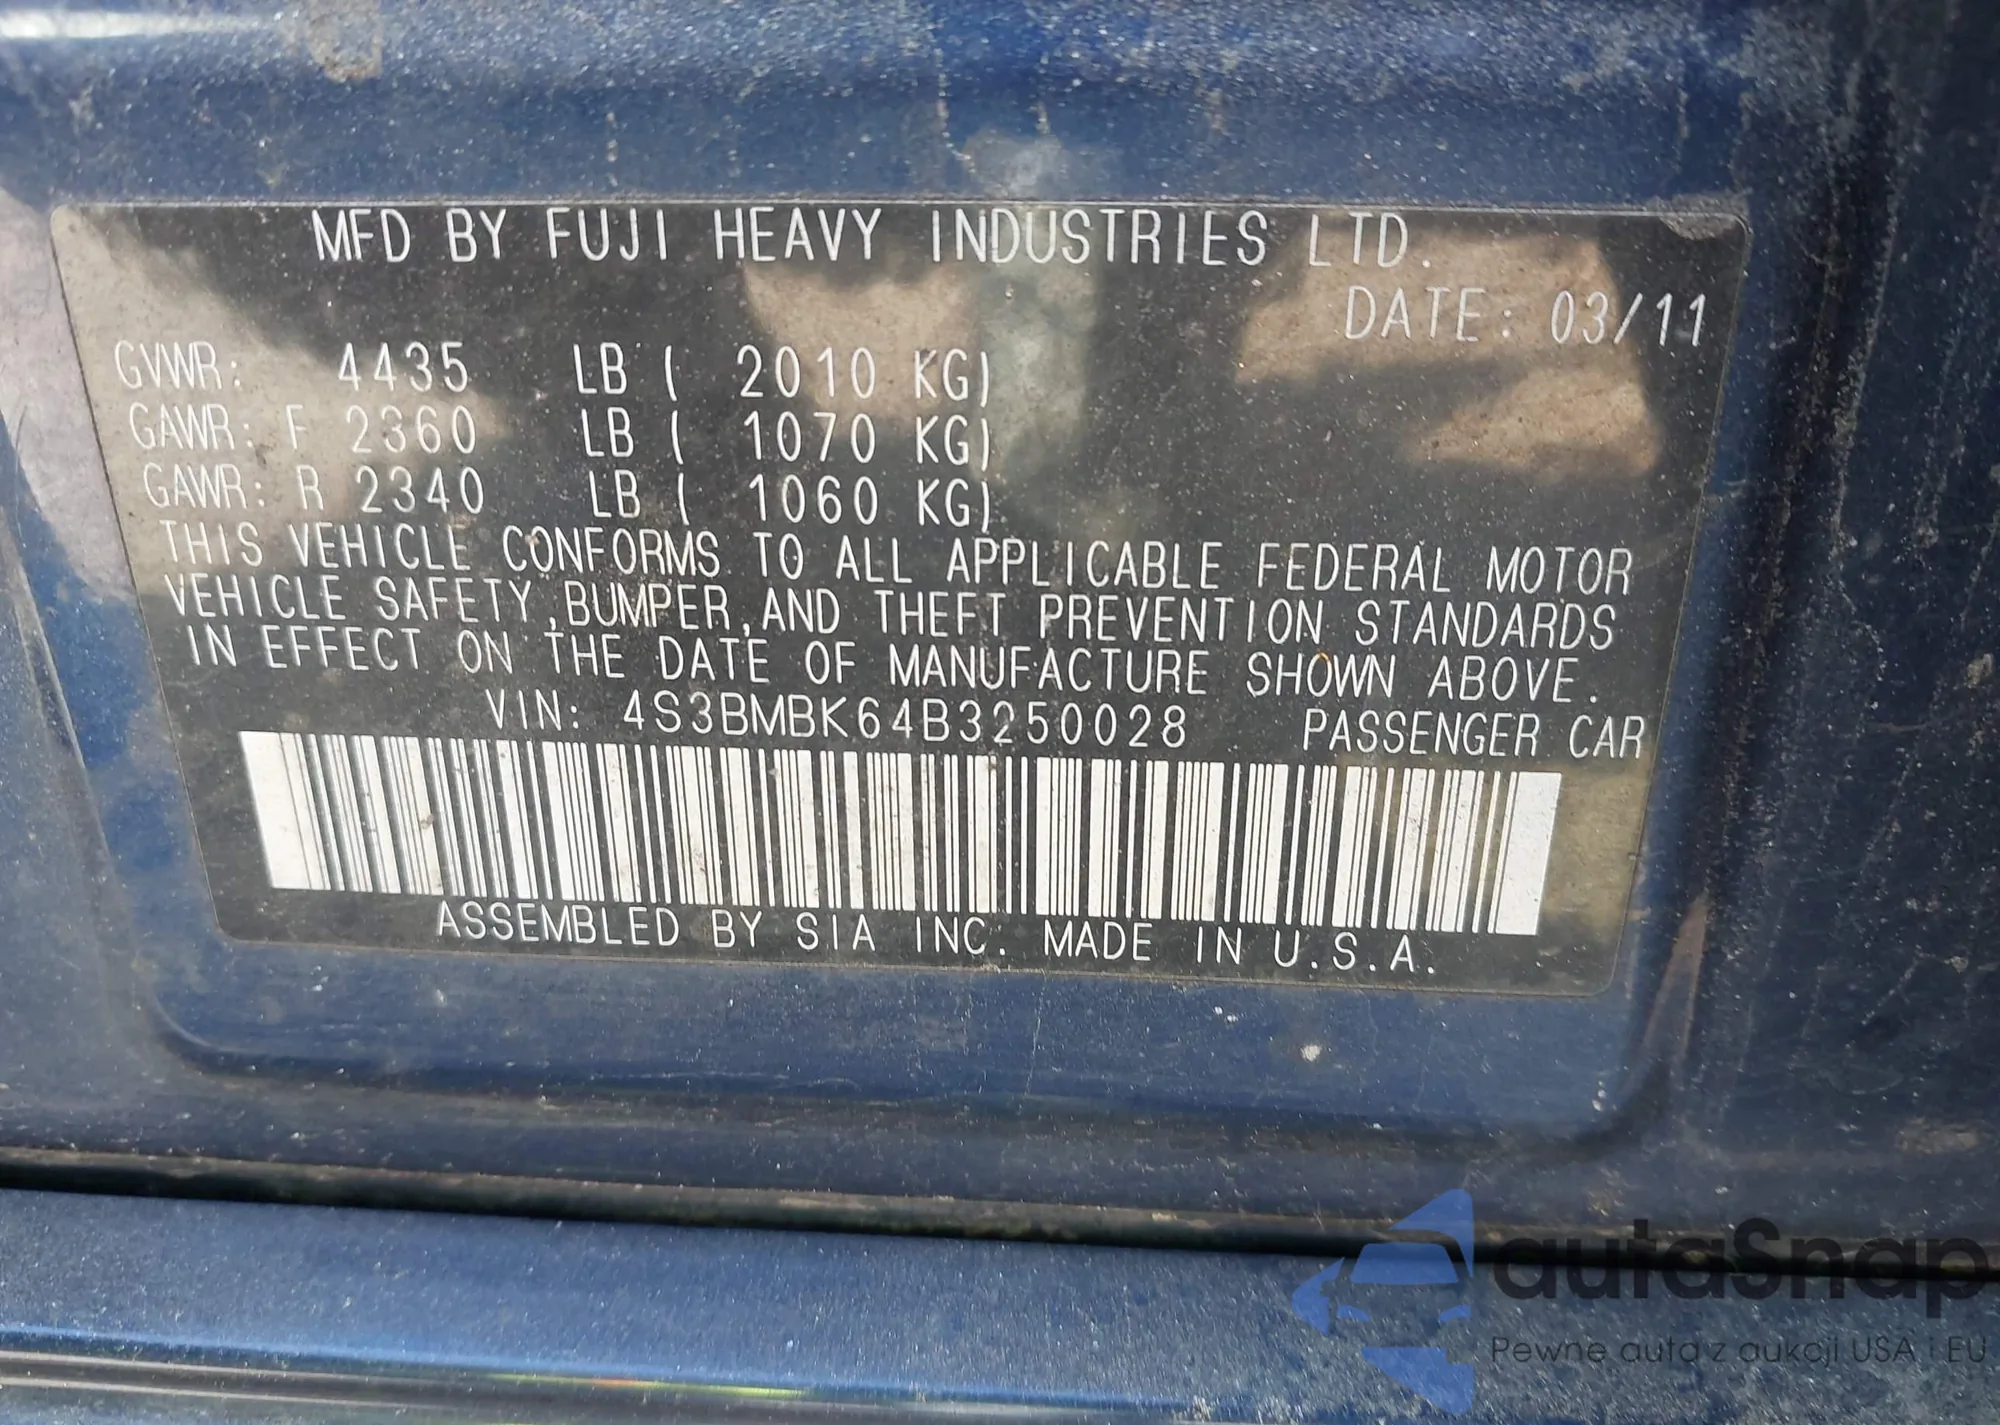 MFD BY FUJI HEAVY INDUSTRIES LTD.
DATE: 03/11
GVWR: 4435 LB ( 2010 KG)
GAWR: F 2360 LB ( 1070 KG)
GAWR: R 2340 LB ( 1060 KG)
THIS VEHICLE CONFORMS TO ALL APPLICABLE FEDERAL MOTOR
VEHICLE SAFETY,BUMPER,AND THEFT PREVENTION STANDARDS
IN EFFECT ON THE DATE OF MANUFACTURE SHOWN ABOVE.
VIN: 4S3BMBK64B3250028 PASSENGER CAR
ASSEMBLED BY SIA INC. MADE IN U.S.A.
autaSnap
Pewne auta z aukcji USA i EU